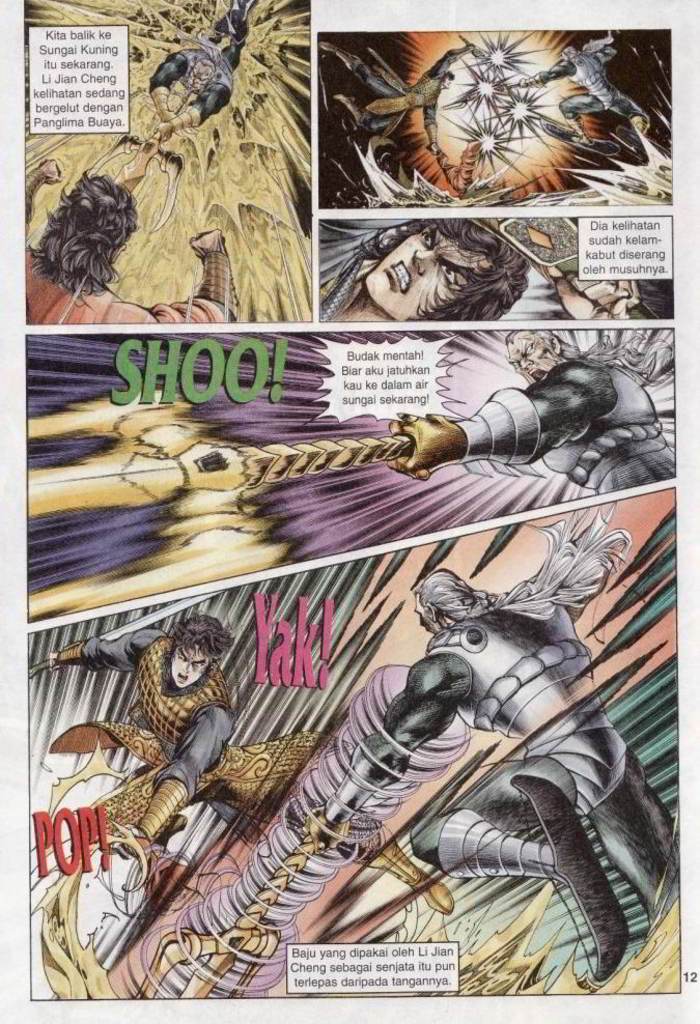 Kita balik ke
Sungai Kuning
itu sekarang.
Li Jian Cheng
kelihatan sedang
bergelut dengan
Panglima Buaya.
Dia kelihatan
sudah kelam-
kabut diserang
oleh musuhnya.
SHOO!
Budak mentah!
Biar aku jatuhkan
kau ke dalam air
sungai sekarang!
Yak!
POP!
Baju yang dipakai oleh Li Jian
Cheng sebagai senjata itu pun
terlepas daripada tangannya.
12